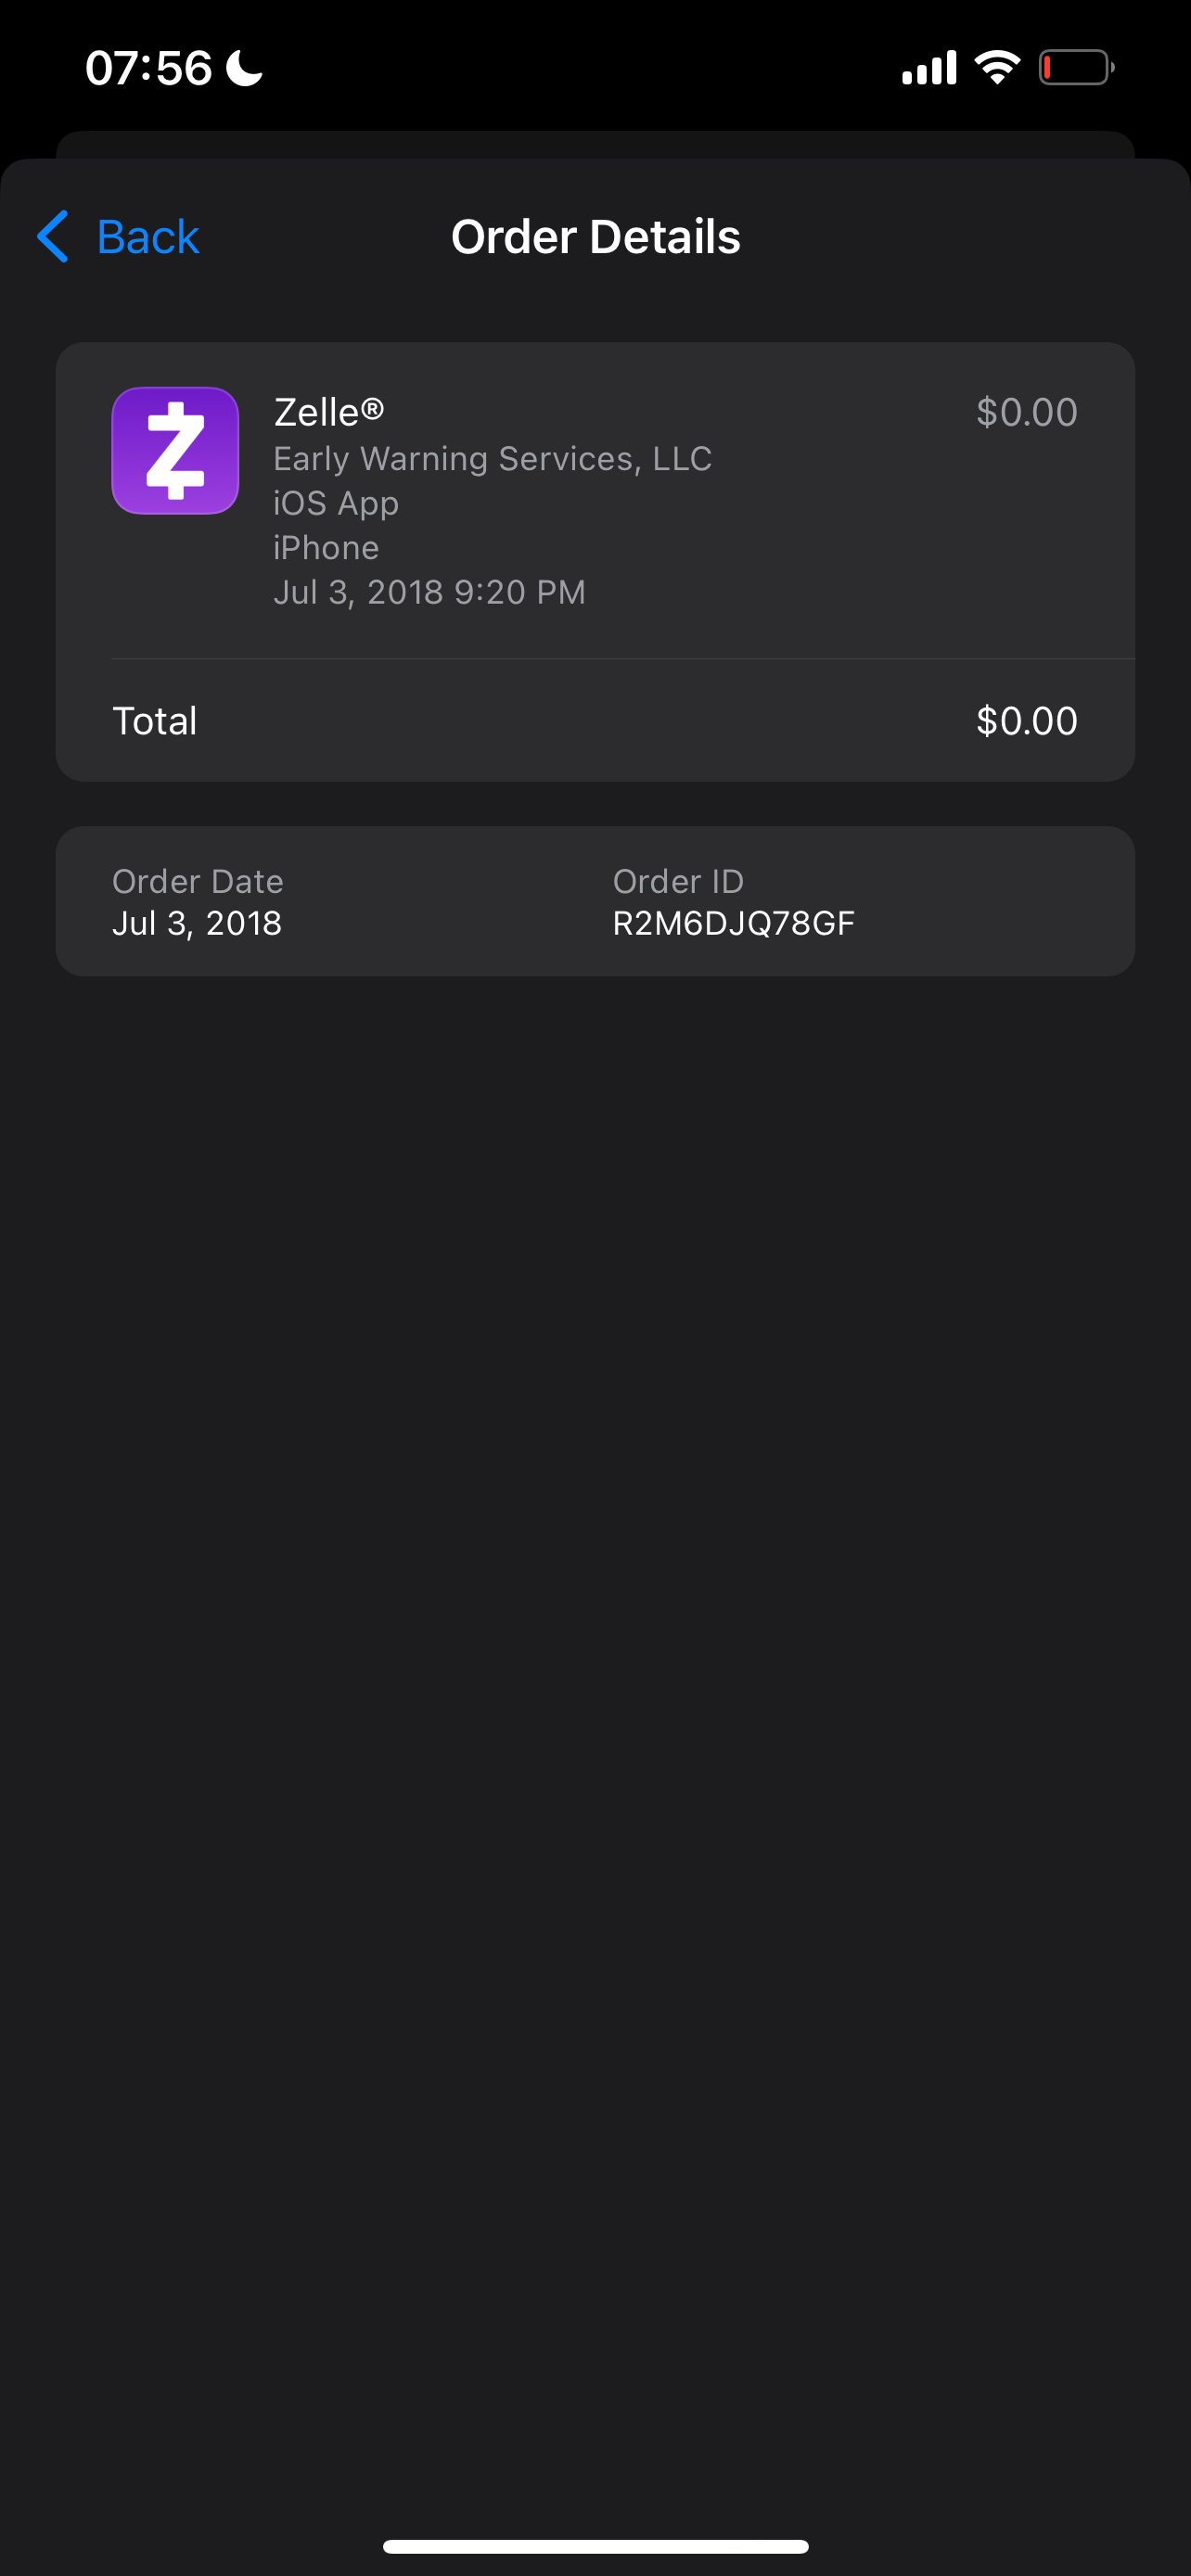 07:56
Back
Order Details
Zelle®
$0.00
Early Warning Services, LLC
iOS App
iPhone
Jul 3, 2018 9:20 PM
Total
$0.00
Order Date
Order ID
Jul 3, 2018
R2M6DJQ78GF